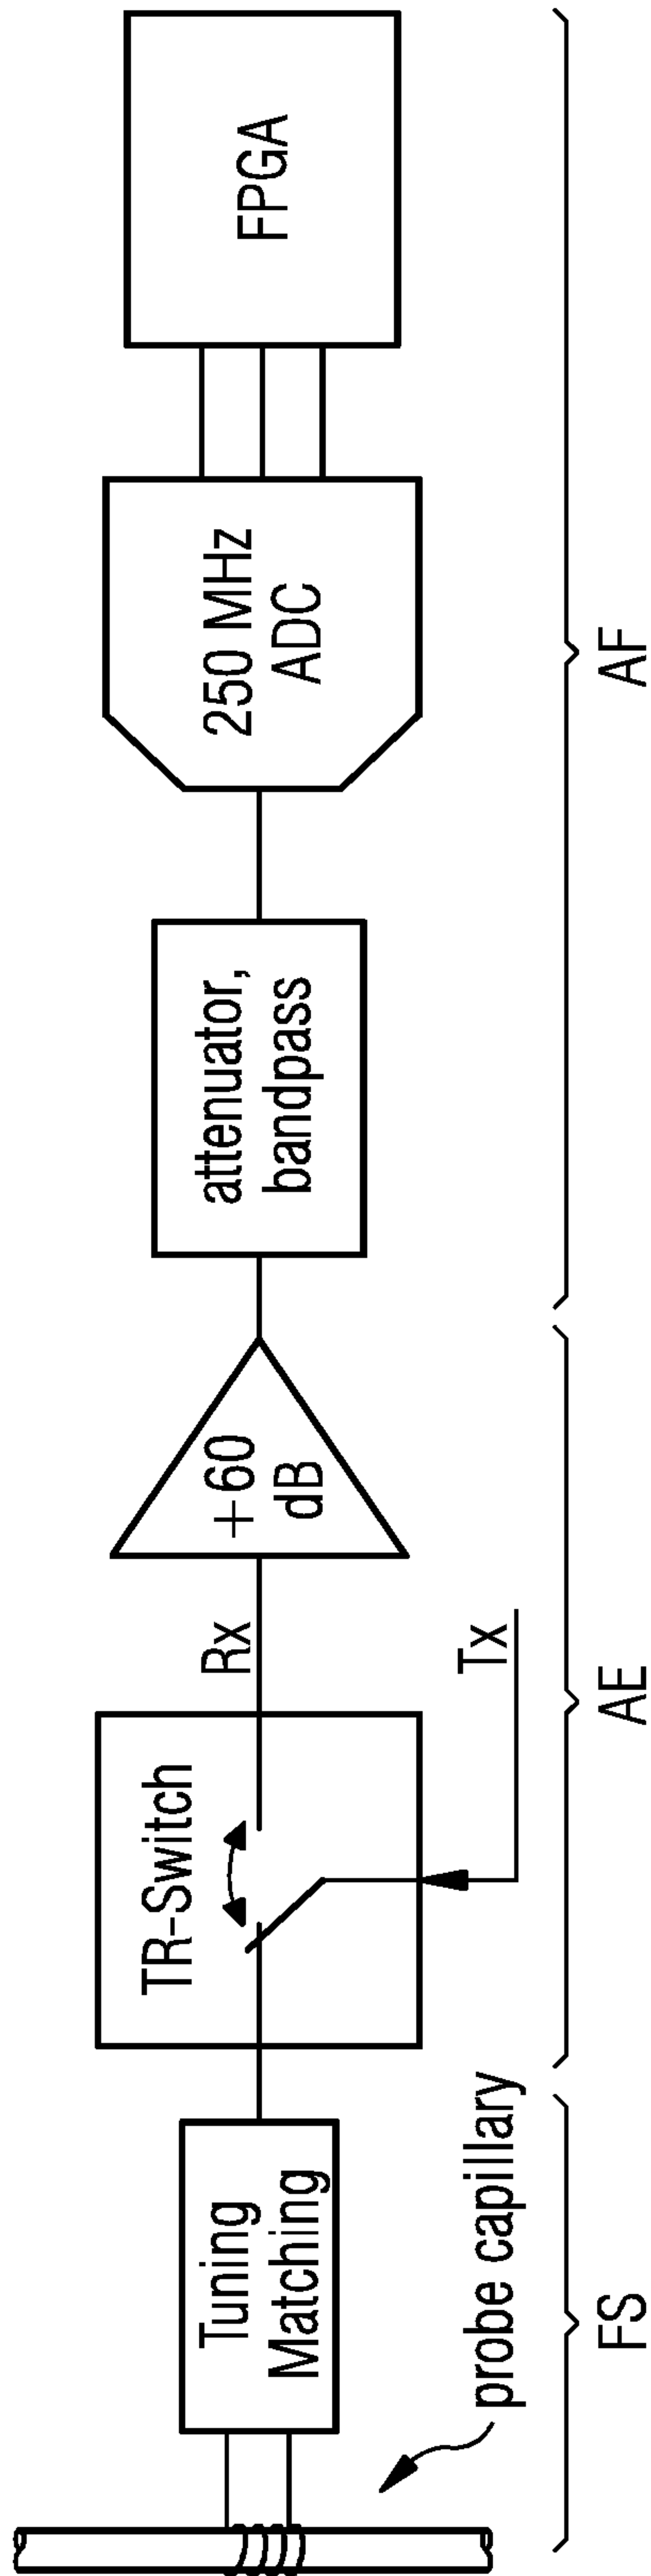 probe capillary
Tuning
Matching
TR-Switch
Rx
Tx
+60
dB
attenuator,
bandpass
250 MHz
ADC
FPGA
FS
AE
AF